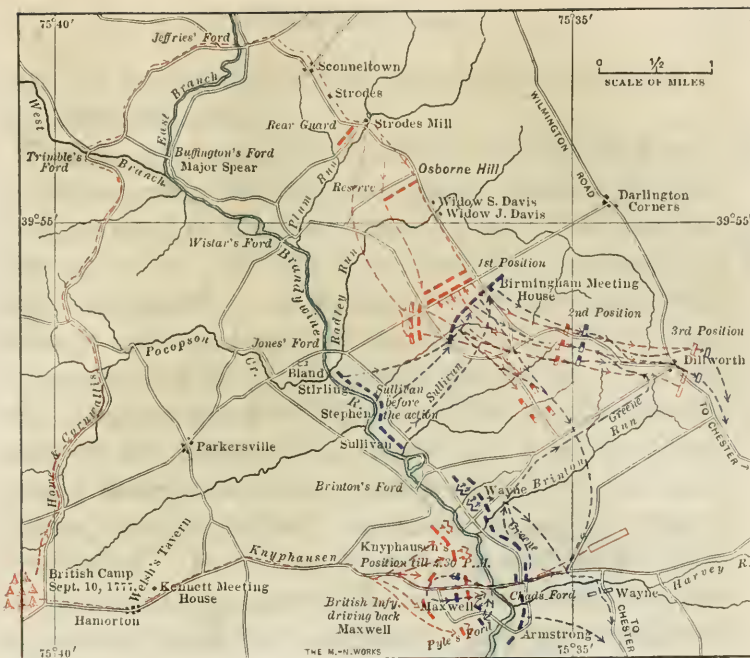 75°40'
75°35'
Jeffries' Ford
Sconneltown
0 ½ 1
SCALE OF MILES
Strodes
East Branch
West Branch
Rear Guard
Strodes Mill
WILMINGTON ROAD
Trimble's
Ford
Buffington's Ford
Major Spear
Plum Run
Osborne Hill
Reserve
Widow S. Davis
Widow J. Davis
Darlington
Corners
39°55'
39°55'
Wistar's Ford
Brandywine
Radley Run
1st Position
Birmingham Meeting
House
2nd Position
3rd Position
Jones' Ford
Dilworth
Pocopson Cr.
Bland
Stirling
Stephen
R.
Sullivan
before
the action
Sullivan
Greene
Run
TO CHESTER
Howe & Cornwallis
Parkersville
Sullivan
Brinton's Ford
Wayne
Brinton
Greene
Welch's Tavern
Knyphausen
Knyphausen's
Position till 4.30 P.M.
British Camp
Sept. 10, 1777.
Kennett Meeting
House
Hamorton
British Infy.
driving back
Maxwell
Maxwell
Chads Ford
Wayne
Harvey R.
Pyle's Ford
Armstrong
TO CHESTER
THE M.-N. WORKS
75°40'
75°35'